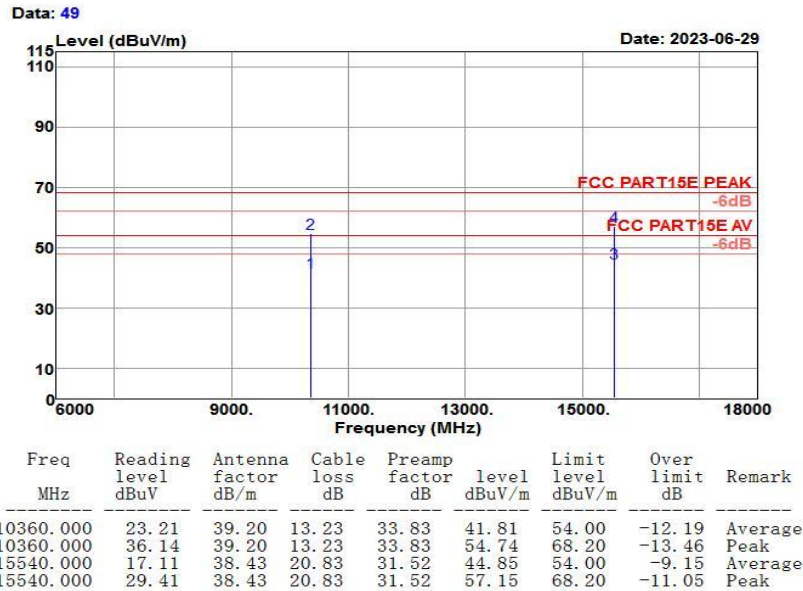 Data: 49
Level (dBuV/m)
Date: 2023-06-29
115
110
90
70
50
30
10
0
FCC PART15E PEAK
-6dB
FCC PART15E AV
-6dB
2
1
4
3
6000 9000. 11000. 13000. 15000. 18000
Frequency (MHz)
Freq Reading Antenna Cable Preamp Limit Over
level factor loss factor level level limit Remark
MHz dBuV dB/m dB dB dBuV/m dBuV/m dB
10360.000 23.21 39.20 13.23 33.83 41.81 54.00 -12.19 Average
10360.000 36.14 39.20 13.23 33.83 54.74 68.20 -13.46 Peak
15540.000 17.11 38.43 20.83 31.52 44.85 54.00 -9.15 Average
15540.000 29.41 38.43 20.83 31.52 57.15 68.20 -11.05 Peak